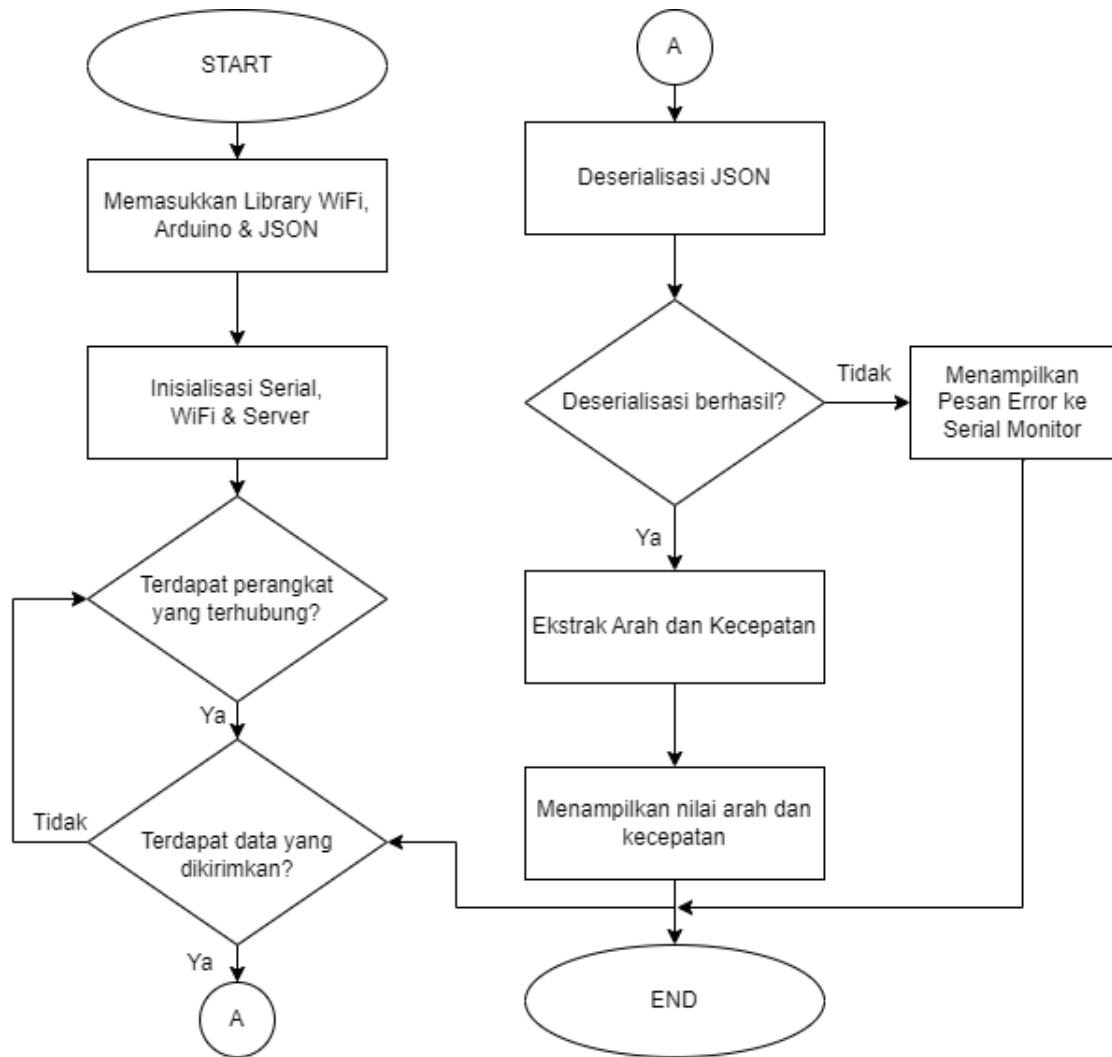 START
Memasukkan Library WiFi,
Arduino & JSON
Inisialisasi Serial,
WiFi & Server
Terdapat perangkat
yang terhubung?
Ya
Tidak
Terdapat data yang
dikirimkan?
Ya
A
A
Deserialisasi JSON
Deserialisasi berhasil?
Tidak
Menampilkan
Pesan Error ke
Serial Monitor
Ya
Ekstrak Arah dan Kecepatan
Menampilkan nilai arah dan
kecepatan
END